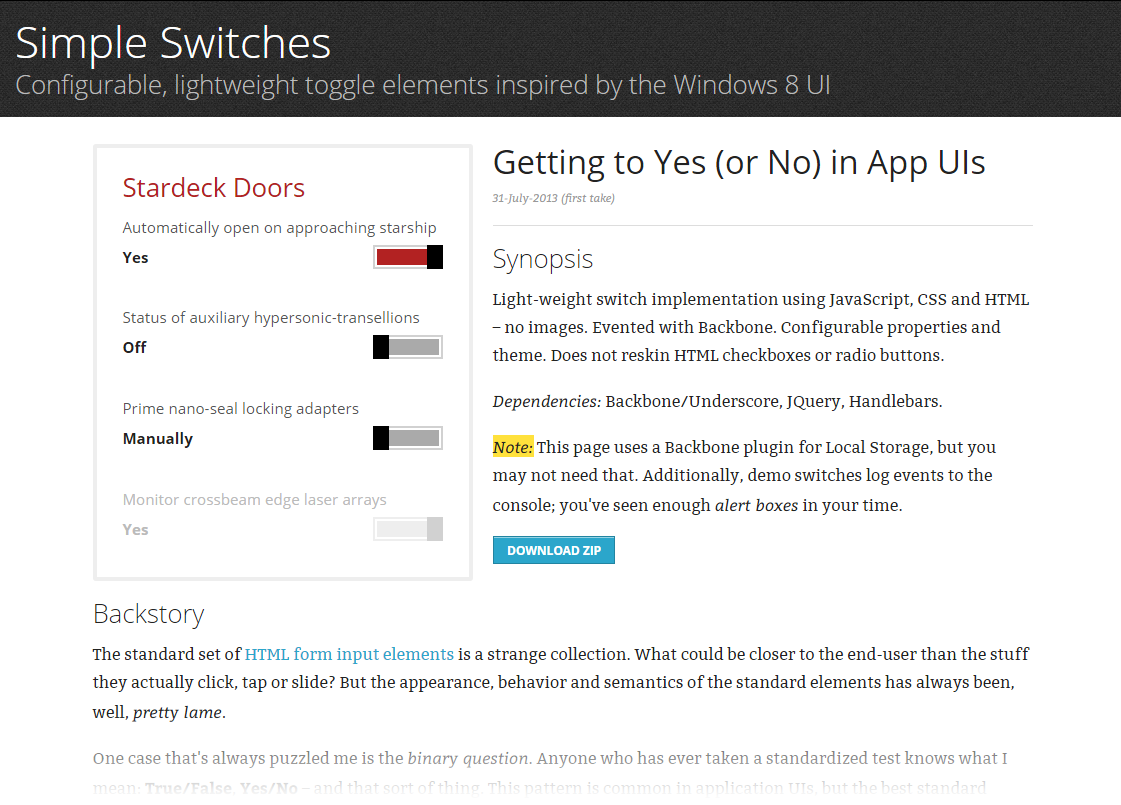 Simple Switches
Configurable, lightweight toggle elements inspired by the Windows 8 UI
Stardeck Doors
Automatically open on approaching starship
Yes
Status of auxiliary hypersonic-transellions
Off
Prime nano-seal locking adapters
Manually
Monitor crossbeam edge laser arrays
Yes
Getting to Yes (or No) in App UIs
31-July-2013 (first take)
Synopsis
Light-weight switch implementation using JavaScript, CSS and HTML
– no images. Evented with Backbone. Configurable properties and
theme. Does not reskin HTML checkboxes or radio buttons.
Dependencies: Backbone/Underscore, JQuery, Handlebars.
Note: This page uses a Backbone plugin for Local Storage, but you
may not need that. Additionally, demo switches log events to the
console; you've seen enough alert boxes in your time.
DOWNLOAD ZIP
Backstory
The standard set of HTML form input elements is a strange collection. What could be closer to the end-user than the stuff
they actually click, tap or slide? But the appearance, behavior and semantics of the standard elements has always been,
well, pretty lame.
One case that's always puzzled me is the binary question. Anyone who has ever taken a standardized test knows what I
mean: True/False, Yes/No – and that sort of thing. This pattern is common in application UIs, but the best standard